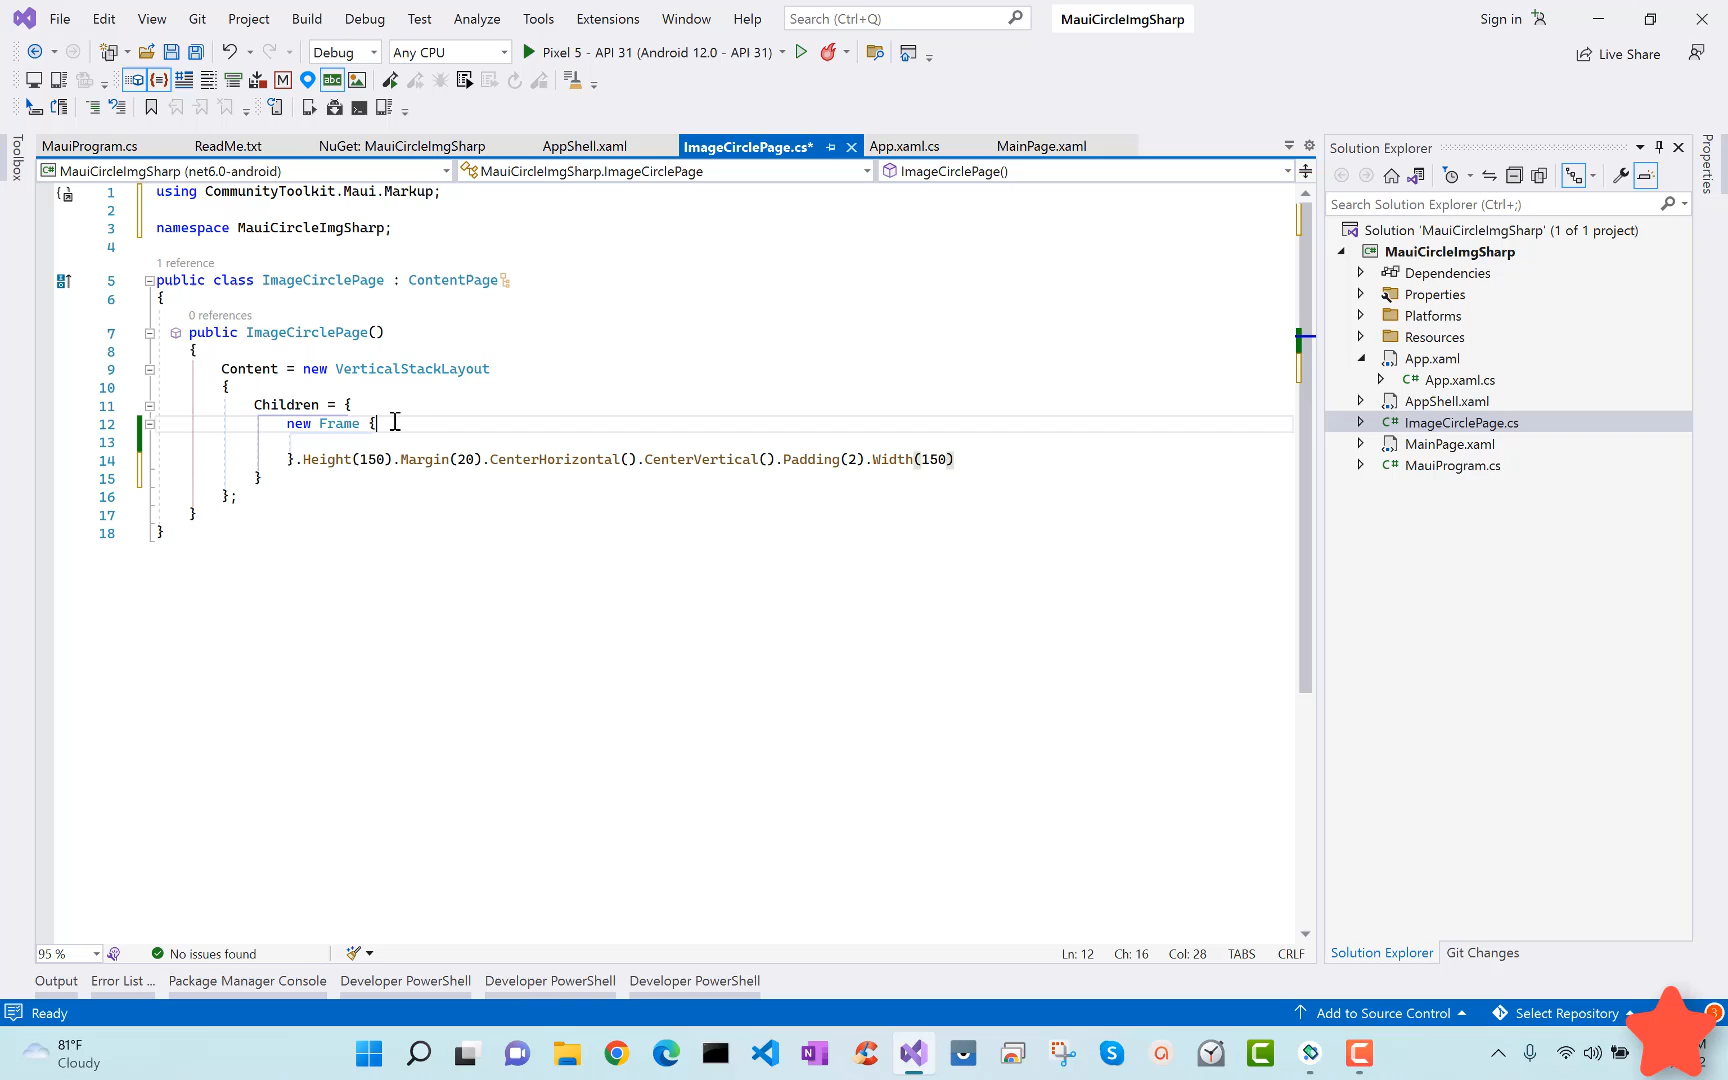 File Edit View Git Project Build Debug Test Analyze Tools Extensions Window Help Search (Ctrl+Q) MauiCircleImgSharp Sign in
Debug Any CPU Pixel 5 - API 31 (Android 12.0 - API 31) Live Share
Toolbox
MauiProgram.cs ReadMe.txt NuGet: MauiCircleImgSharp AppShell.xaml ImageCirclePage.cs* App.xaml.cs MainPage.xaml
MauiCircleImgSharp (net6.0-android) MauiCircleImgSharp.ImageCirclePage ImageCirclePage()
1 using CommunityToolkit.Maui.Markup;
2
3 namespace MauiCircleImgSharp;
4
1 reference
5 public class ImageCirclePage : ContentPage
6 {
0 references
7 public ImageCirclePage()
8 {
9 Content = new VerticalStackLayout
10 {
11 Children = {
12 new Frame {
13
14 }.Height(150).Margin(20).CenterHorizontal().CenterVertical().Padding(2).Width(150)
15 }
16 };
17 }
18 }
95 % No issues found Ln: 12 Ch: 16 Col: 28 TABS CRLF
Solution Explorer
Search Solution Explorer (Ctrl+;)
Solution 'MauiCircleImgSharp' (1 of 1 project)
MauiCircleImgSharp
Dependencies
Properties
Platforms
Resources
App.xaml
C# App.xaml.cs
AppShell.xaml
C# ImageCirclePage.cs
MainPage.xaml
C# MauiProgram.cs
Solution Explorer Git Changes
Properties
Output Error List ... Package Manager Console Developer PowerShell Developer PowerShell Developer PowerShell
Ready Add to Source Control Select Repository 3
81°F
Cloudy